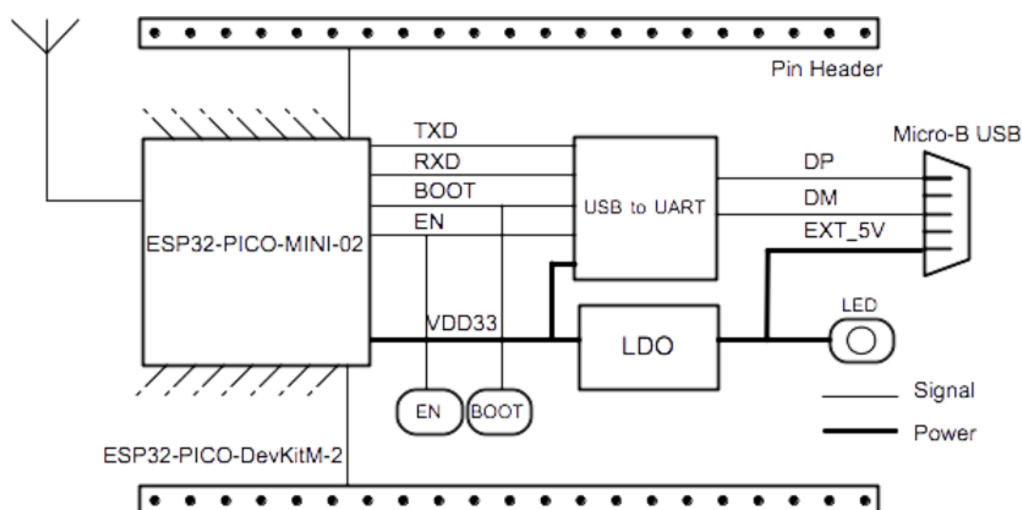 Pin Header
Micro-B USB
TXD
RXD
BOOT
EN
DP
DM
EXT_5V
USB to UART
ESP32-PICO-MINI-02
VDD33
LDO
LED
EN
BOOT
Signal
Power
ESP32-PICO-DevKitM-2